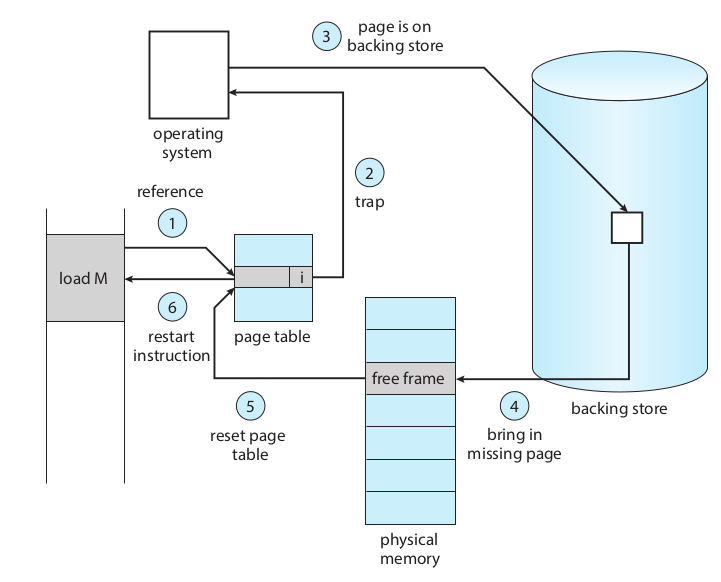 3
page is on
backing store
operating
system
2
trap
reference
1
load M
i
6
restart
instruction
page table
free frame
5
reset page
table
4
bring in
missing page
backing store
physical
memory